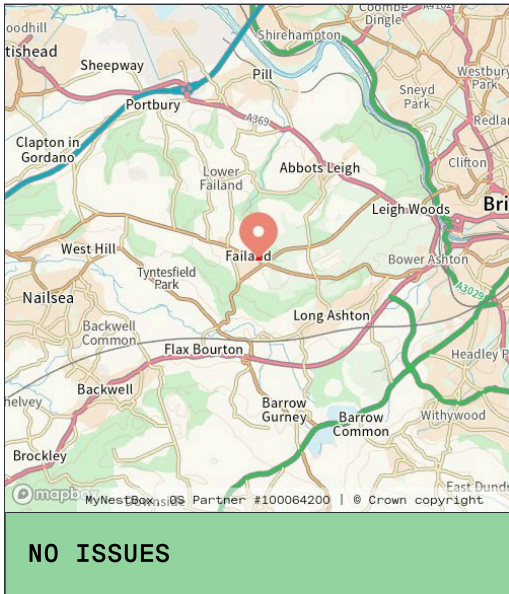 Coombe
Dingle
A4162
oodhill
tishead
Shirehampton
Sheepway
Pill
Westbury
Park
Sneyd
Park
Portbury
A369
Redlan
Clapton in
Gordano
Clifton
Abbots Leigh
Lower
Failand
Leigh Woods
Bri
West Hill
Failand
Bower Ashton
Tyntesfield
Park
A3029
Nailsea
Long Ashton
Backwell
Common
Flax Bourton
Headley P
Backwell
helvey
Barrow
Gurney
Barrow
Common
Withywood
Brockley
East Dundr
mapbox
Downside
MyNestBox, OS Partner #100064200 | © Crown copyright
NO ISSUES